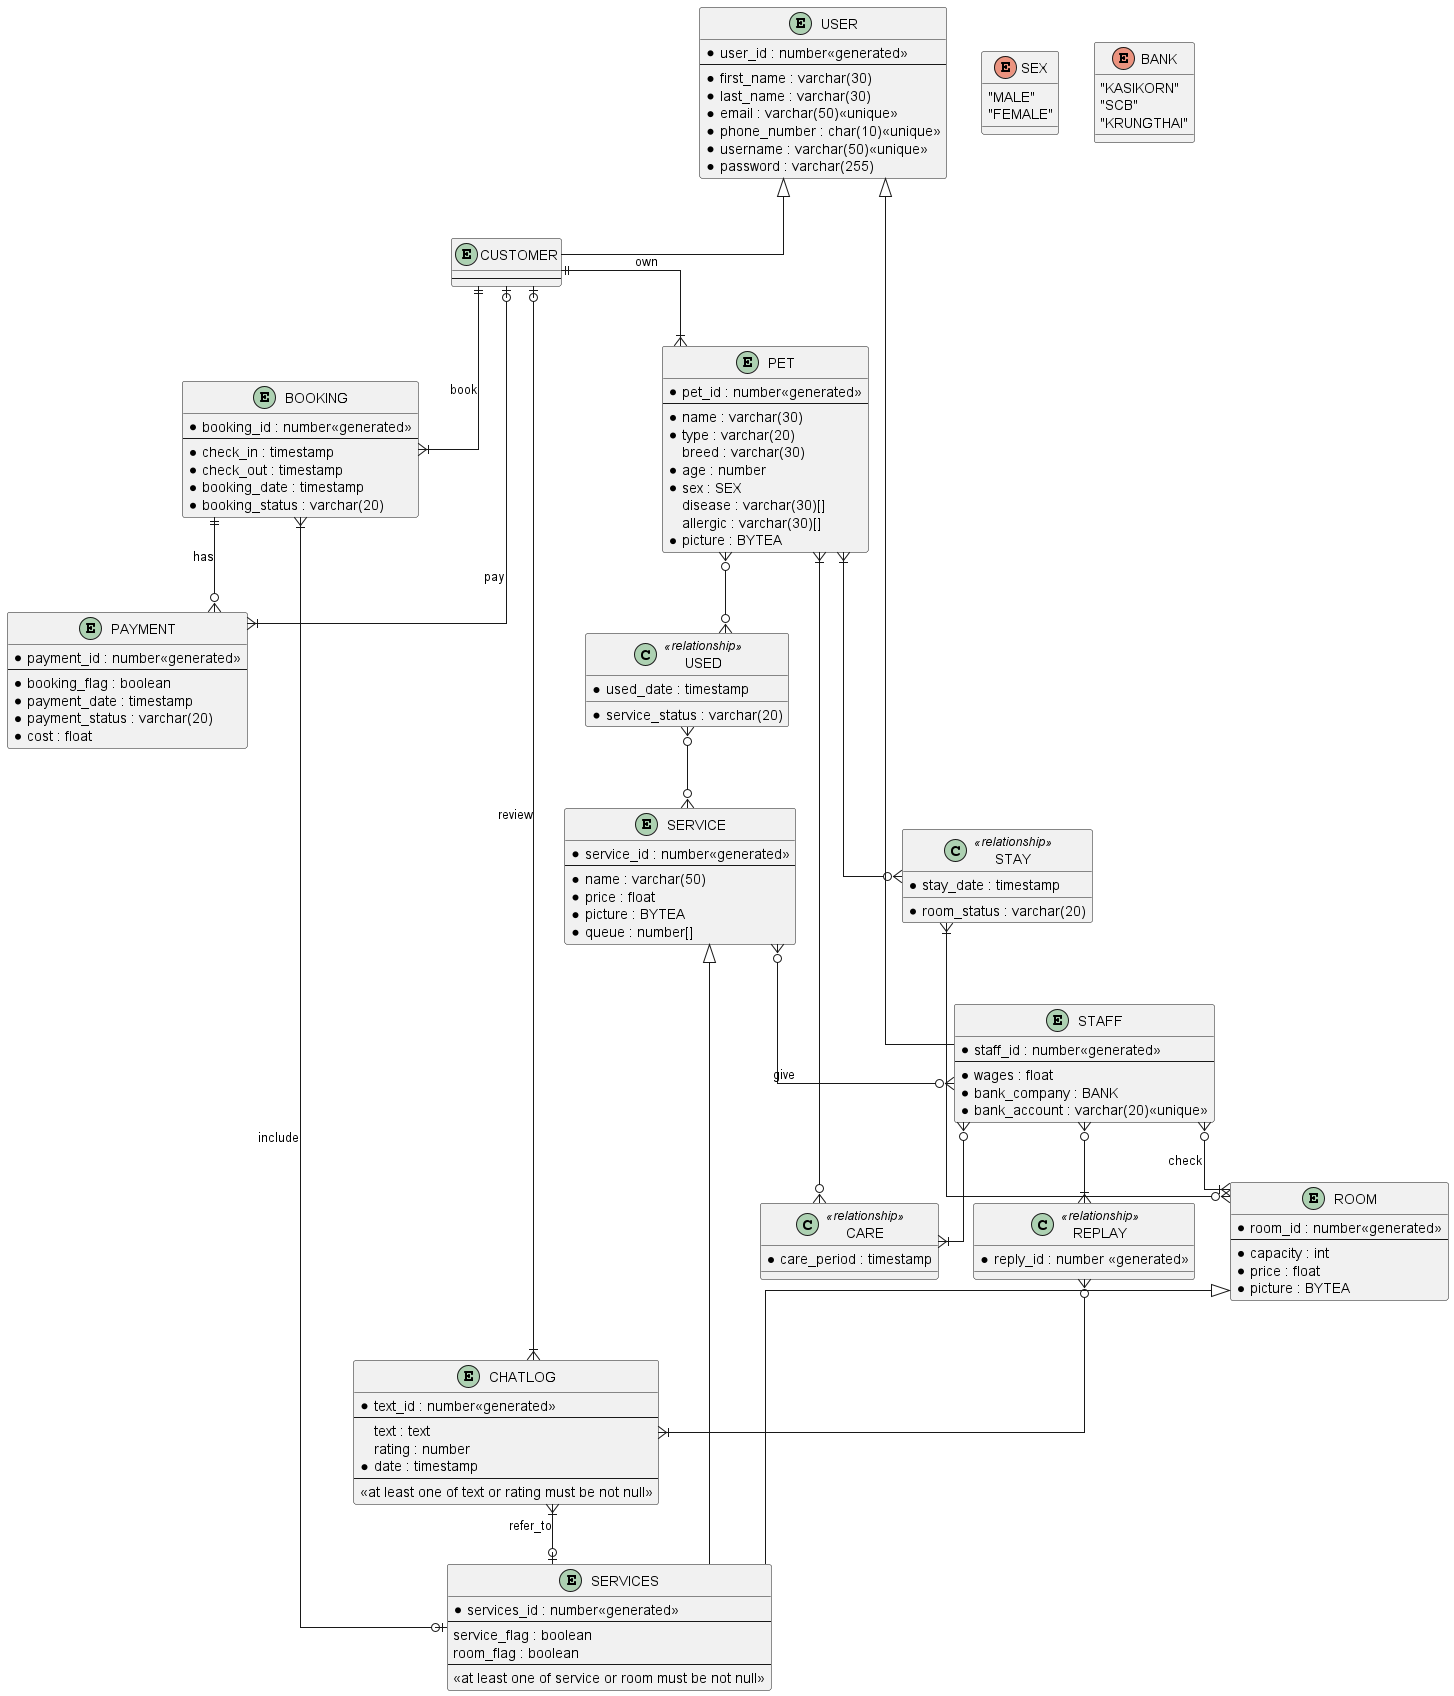 E USER
* user_id : number«generated»
* first_name : varchar(30)
* last_name : varchar(30)
* email : varchar(50)«unique»
* phone_number : char(10)«unique»
* username : varchar(50)«unique»
* password : varchar(255)
E SEX
"MALE"
"FEMALE"
E BANK
"KASIKORN"
"SCB"
"KRUNGTHAI"
E CUSTOMER
own
book
E PET
* pet_id : number«generated»
* name : varchar(30)
* type : varchar(20)
breed : varchar(30)
* age : number
* sex : SEX
disease : varchar(30)[]
allergic : varchar(30)[]
* picture : BYTEA
E BOOKING
* booking_id : number«generated»
* check_in : timestamp
* check_out : timestamp
* booking_date : timestamp
* booking_status : varchar(20)
has
pay
E PAYMENT
* payment_id : number«generated»
* booking_flag : boolean
* payment_date : timestamp
* payment_status : varchar(20)
* cost : float
C «relationship»
USED
* used_date : timestamp
* service_status : varchar(20)
review
E SERVICE
* service_id : number«generated»
* name : varchar(50)
* price : float
* picture : BYTEA
* queue : number[]
C «relationship»
STAY
* stay_date : timestamp
* room_status : varchar(20)
E STAFF
* staff_id : number«generated»
* wages : float
* bank_company : BANK
* bank_account : varchar(20)«unique»
give
include
check
C «relationship»
CARE
* care_period : timestamp
C «relationship»
REPLAY
* reply_id : number «generated»
E ROOM
* room_id : number«generated»
* capacity : int
* price : float
* picture : BYTEA
E CHATLOG
* text_id : number«generated»
text : text
rating : number
* date : timestamp
«at least one of text or rating must be not null»
refer_to
E SERVICES
* services_id : number«generated»
service_flag : boolean
room_flag : boolean
«at least one of service or room must be not null»